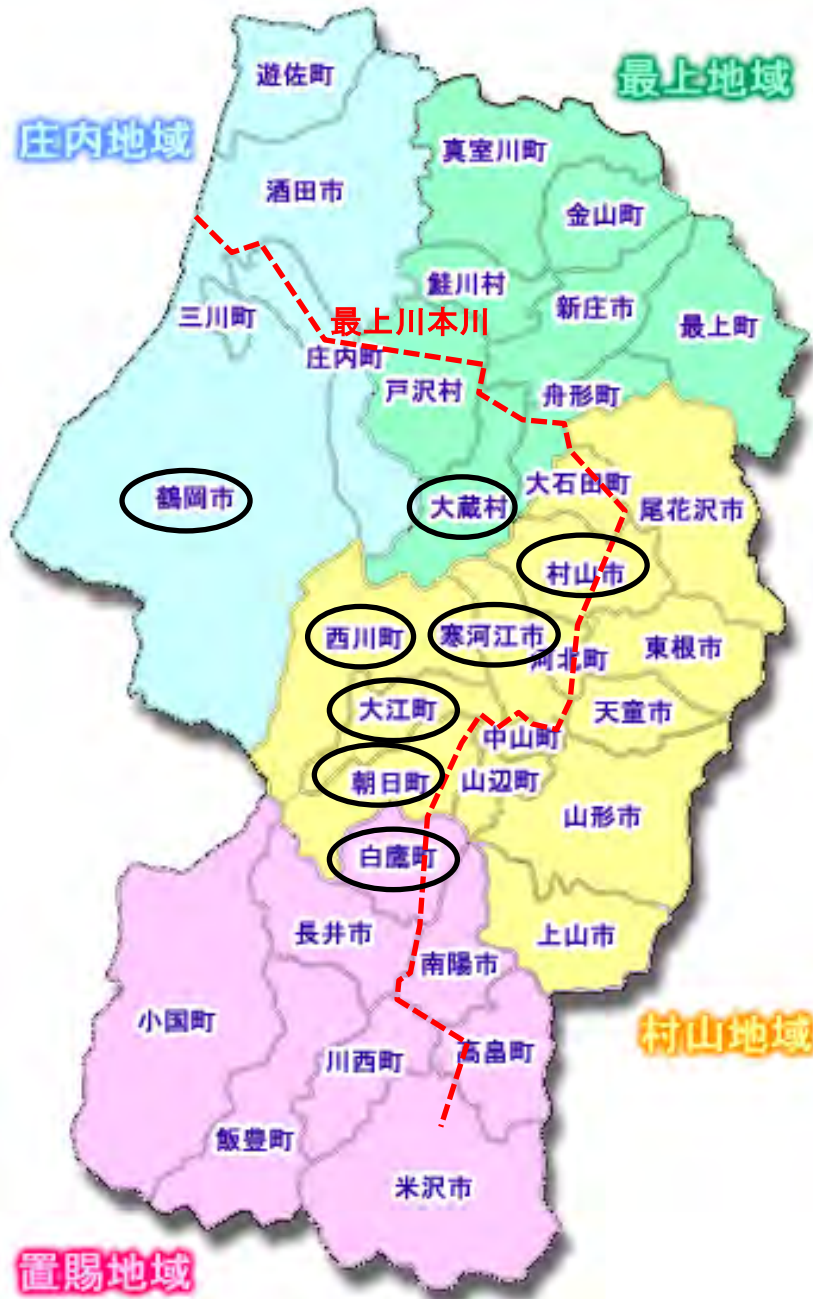 遊佐町
最上地域
庄内地域
真室川町
酒田市
金山町
鮭川村
新庄市
三川町
最上川本川
最上町
庄内町
戸沢村
舟形町
鶴岡市
大蔵村
大石田町
尾花沢市
村山市
西川町
寒河江市
河北町
東根市
大江町
天童市
中山町
朝日町
山辺町
山形市
白鷹町
長井市
上山市
南陽市
小国町
村山地域
川西町
高畠町
飯豊町
米沢市
置賜地域